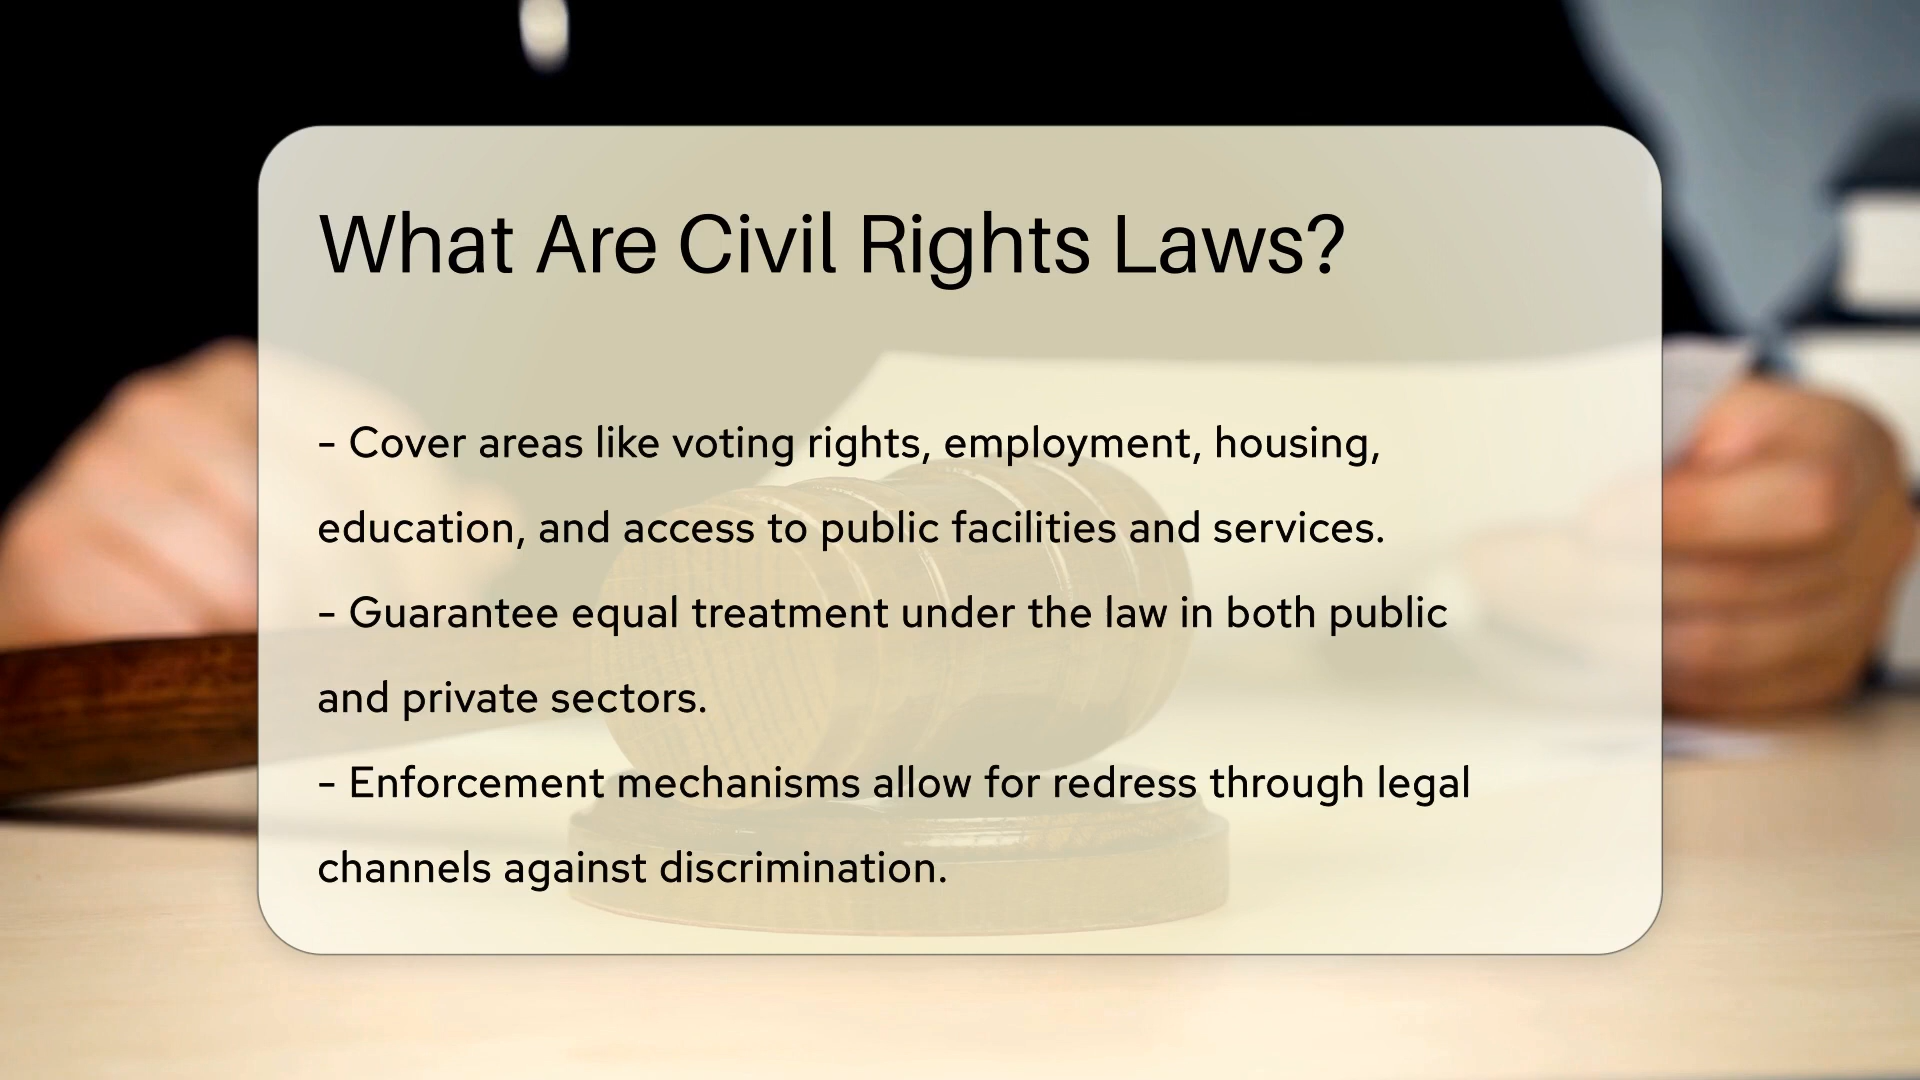 What Are Civil Rights Laws?
- Cover areas like voting rights, employment, housing,
education, and access to public facilities and services.
- Guarantee equal treatment under the law in both public
and private sectors.
- Enforcement mechanisms allow for redress through legal
channels against discrimination.